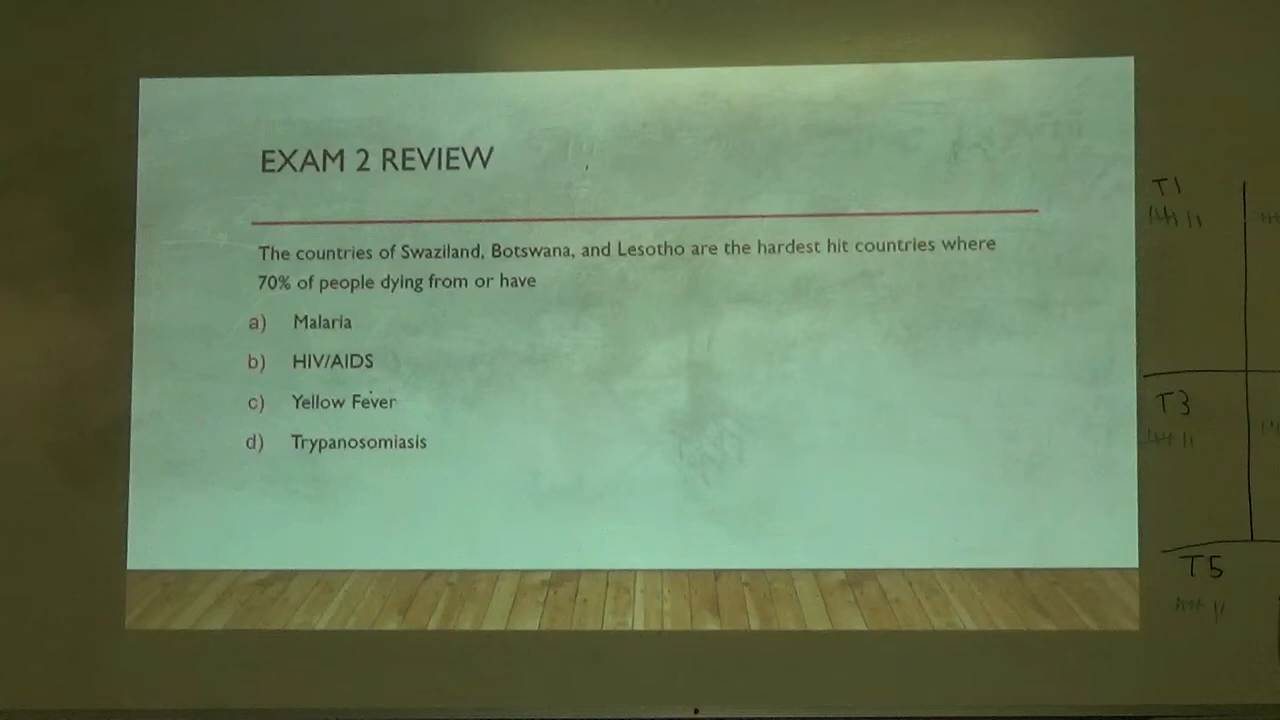 EXAM 2 REVIEW
The countries of Swaziland, Botswana, and Lesotho are the hardest hit countries where
70% of people dying from or have
a) Malaria
b) HIV/AIDS
c) Yellow Fever
d) Trypanosomiasis
T1
T3
T5